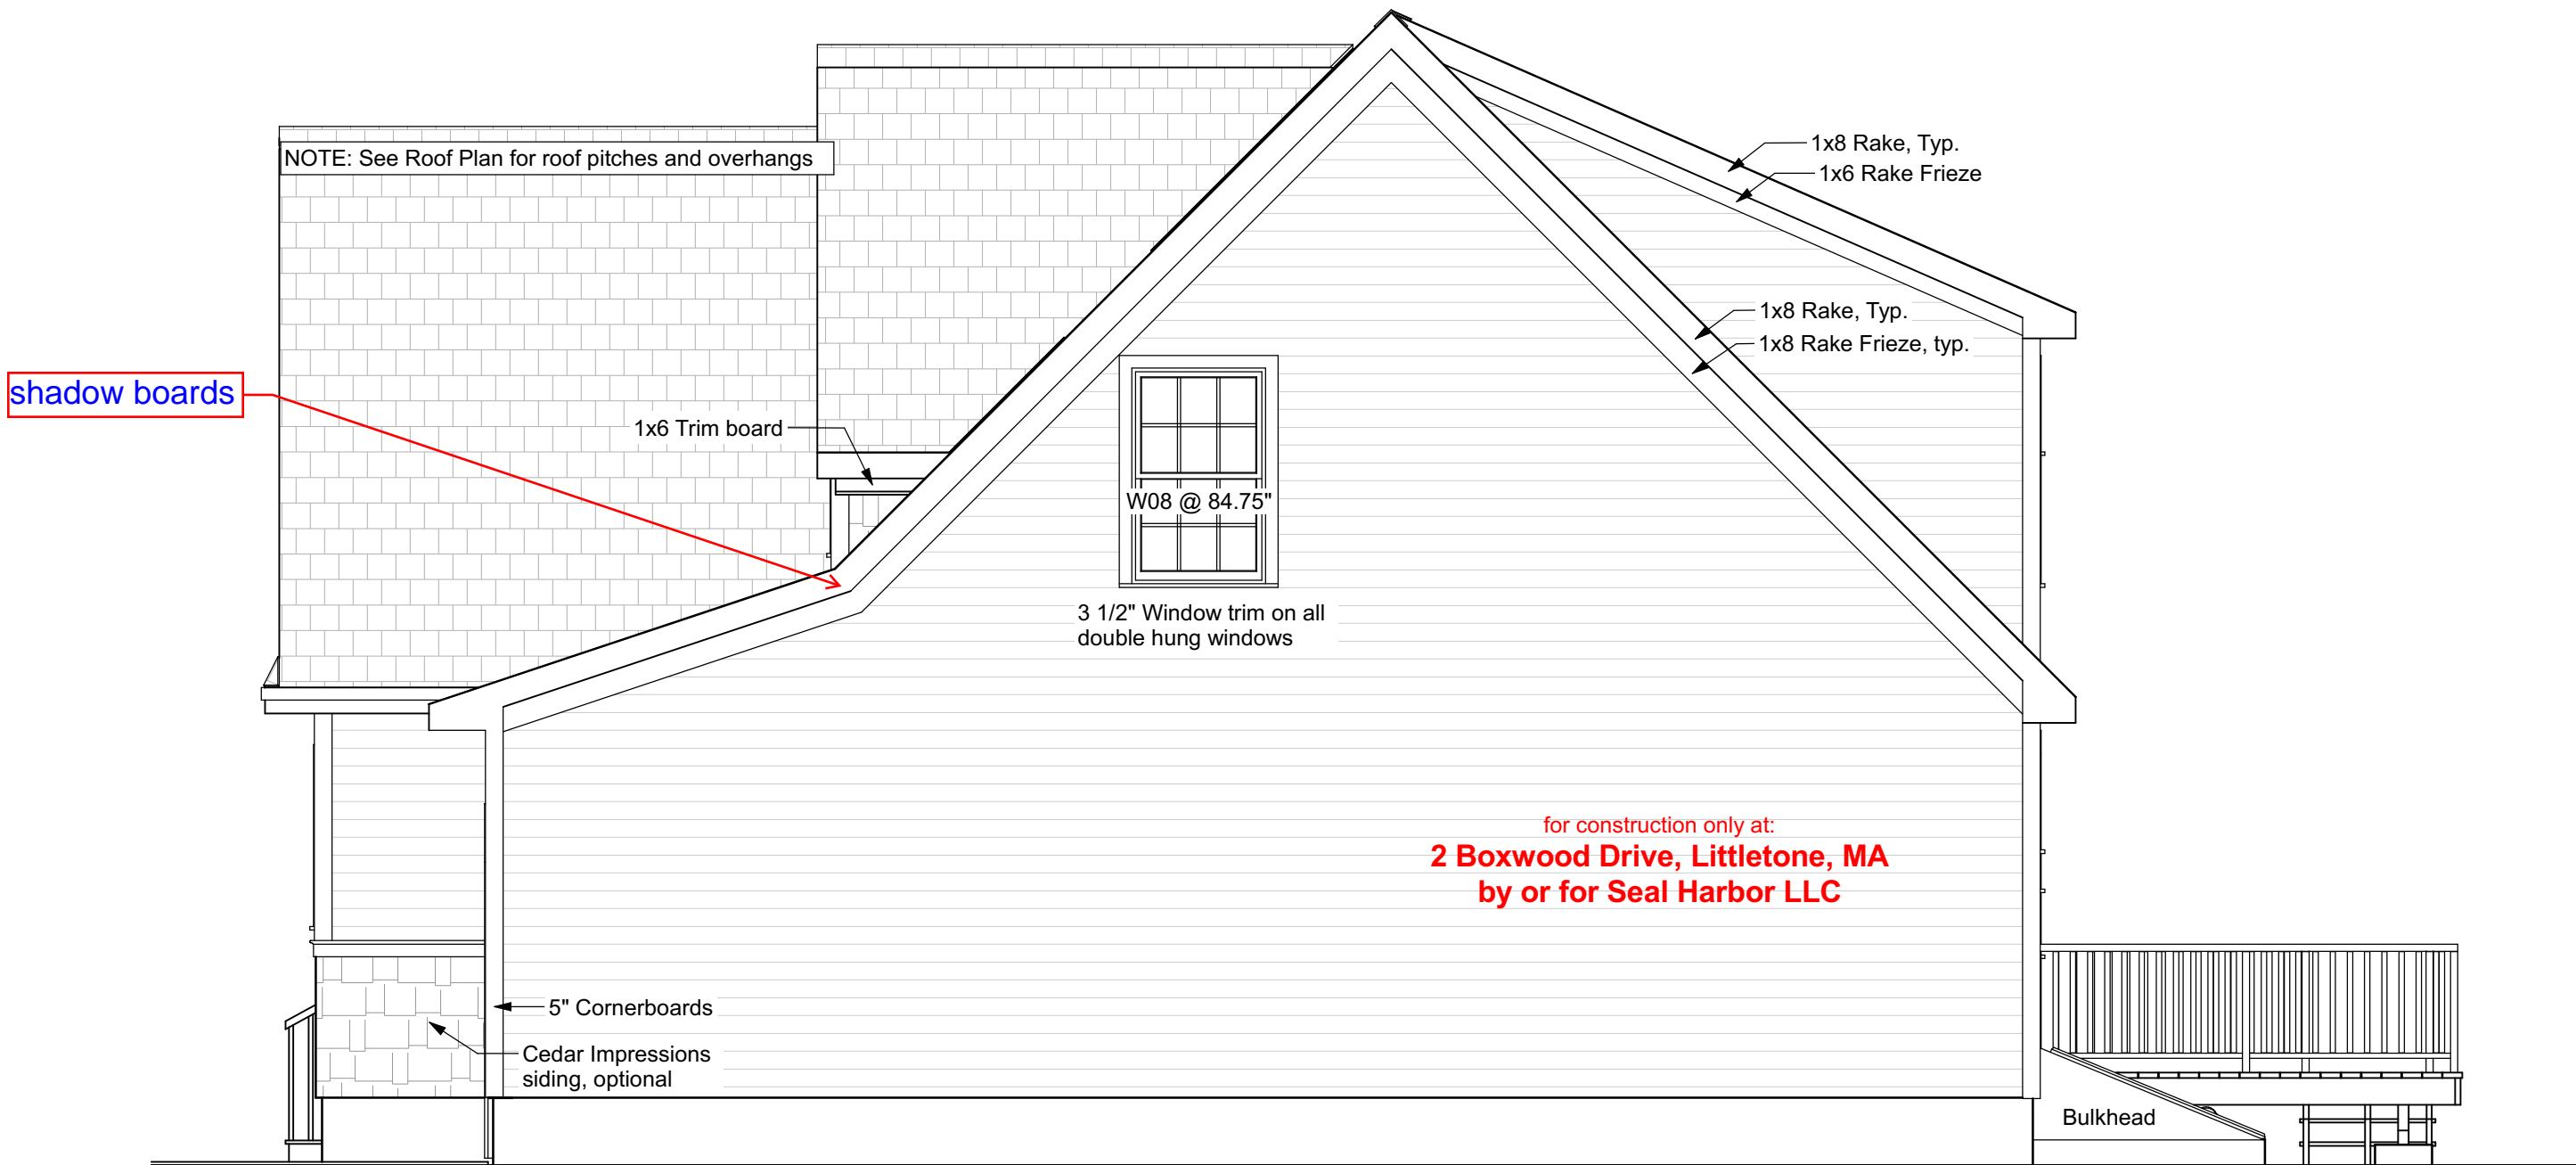 NOTE: See Roof Plan for roof pitches and overhangs
1x8 Rake, Typ.
1x6 Rake Frieze
1x8 Rake, Typ.
1x8 Rake Frieze, typ.
shadow boards
1x6 Trim board
W08 @ 84.75"
3 1/2" Window trim on all
double hung windows
for construction only at:
2 Boxwood Drive, Littletone, MA
by or for Seal Harbor LLC
5" Cornerboards
Cedar Impressions
siding, optional
Bulkhead